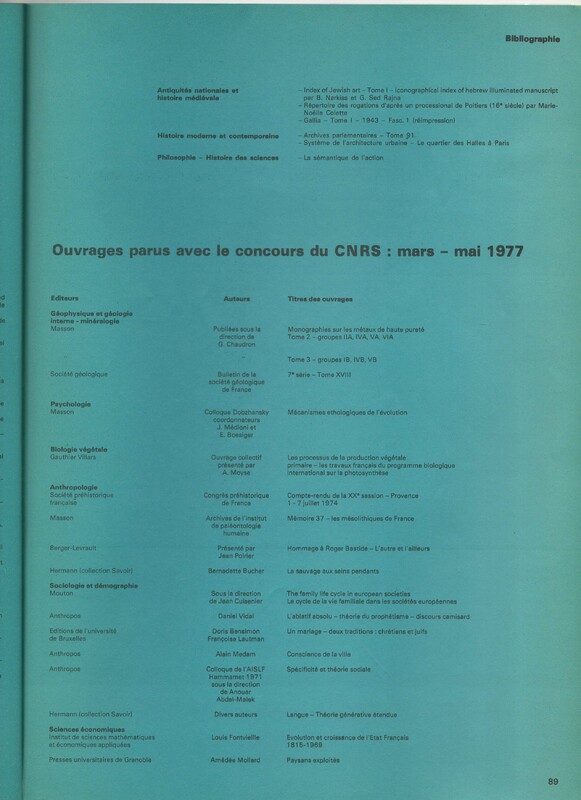 Bibliographie
Antiquités nationales et
histoire médiévale
– Index of Jewish art – Tome I – iconographical index of hebrew illuminated manuscript
par B. Narkiss et G. Sed Rajna
– Répertoire des rogations d'après un processional de Poitiers (16e siècle) par Marie-
Noëlle Colette
– Gallia – Tome I – 1943 – Fasc. 1 (réimpression)
Histoire moderne et contemporaine
– Archives parlementaires – Tome 91.
– Système de l'architecture urbaine – Le quartier des Halles à Paris
Philosophie – Histoire des sciences
– La sémantique de l'action
Ouvrages parus avec le concours du CNRS : mars – mai 1977
Editeurs Auteurs Titres des ouvrages
Géophysique et géologie
interne - minéralogie
Masson Publiées sous la Monographies sur les métaux de haute pureté
direction de Tome 2 – groupes IIA, IVA, VA, VIA
G. Chaudron
Tome 3 – groupes IB, IVB, VB
Société géologique Bulletin de la 7e série – Tome XVIII
société géologique
de France
Psychologie
Masson Colloque Dobzhansky Mécanismes éthologiques de l'évolution
coordonnateurs
J. Médioni et
E. Boesiger
Biologie végétale
Gauthier Villars Ouvrage collectif Les processus de la production végétale
présenté par primaire – les travaux français du programme biologique
A. Moyse international sur la photosynthèse
Anthropologie
Société préhistorique Congrès préhistorique Compte-rendu de la XXe session – Provence
française de France 1 - 7 juillet 1974
Masson Archives de l'Institut Mémoire 37 – les mésolithiques de France
de paléontologie
humaine
Berger-Levrault Présenté par Hommage à Roger Bastide – L'autre et l'ailleurs
Jean Poirier
Hermann (collection Savoir) Bernadette Bucher La sauvage aux seins pendants
Sociologie et démographie
Mouton Sous la direction The family life cycle in european societies
de Jean Cuisenier Le cycle de la vie familiale dans les sociétés européennes
Anthropos Daniel Vidal L'ablatif absolu – théorie du prophétisme – discours camisard
Editions de l'université Doris Bensimon Un mariage – deux traditions : chrétiens et juifs
de Bruxelles Françoise Lautman
Anthropos Alain Medam Conscience de la ville
Anthropos Colloque de l'AISLF Spécificité et théorie sociale
Hammamet 1971
sous la direction
de Anouar
Abdel-Malek
Hermann (collection Savoir) Divers auteurs Langue – Théorie générative étendue
Sciences économiques
Institut de sciences mathématiques Louis Fontvieille Evolution et croissance de l'Etat Français
et économiques appliquées 1815-1969
Presses universitaires de Grenoble Amédée Mollard Paysans exploités
89